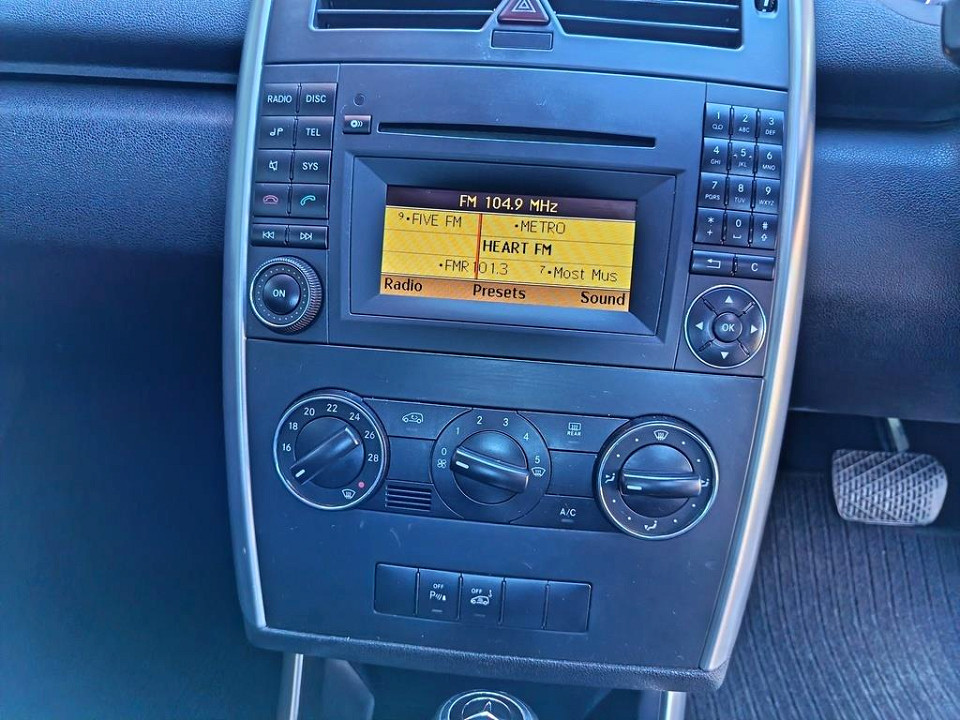 RADIO DISC
TEL
SYS
ON
FM 104.9 MHz
9•FIVE FM •METRO
HEART FM
•FMR101.3 7•Most Mus
Radio Presets Sound
1 2 ABC 3 DEF
4 GHI 5 JKL 6 MNO
7 PQRS 8 TUV 9 WXYZ
* + 0 #
C
OK
16 18 20 22 24 26 28
0 1 2 3 4 5
REAR
A/C
OFF OFF
P